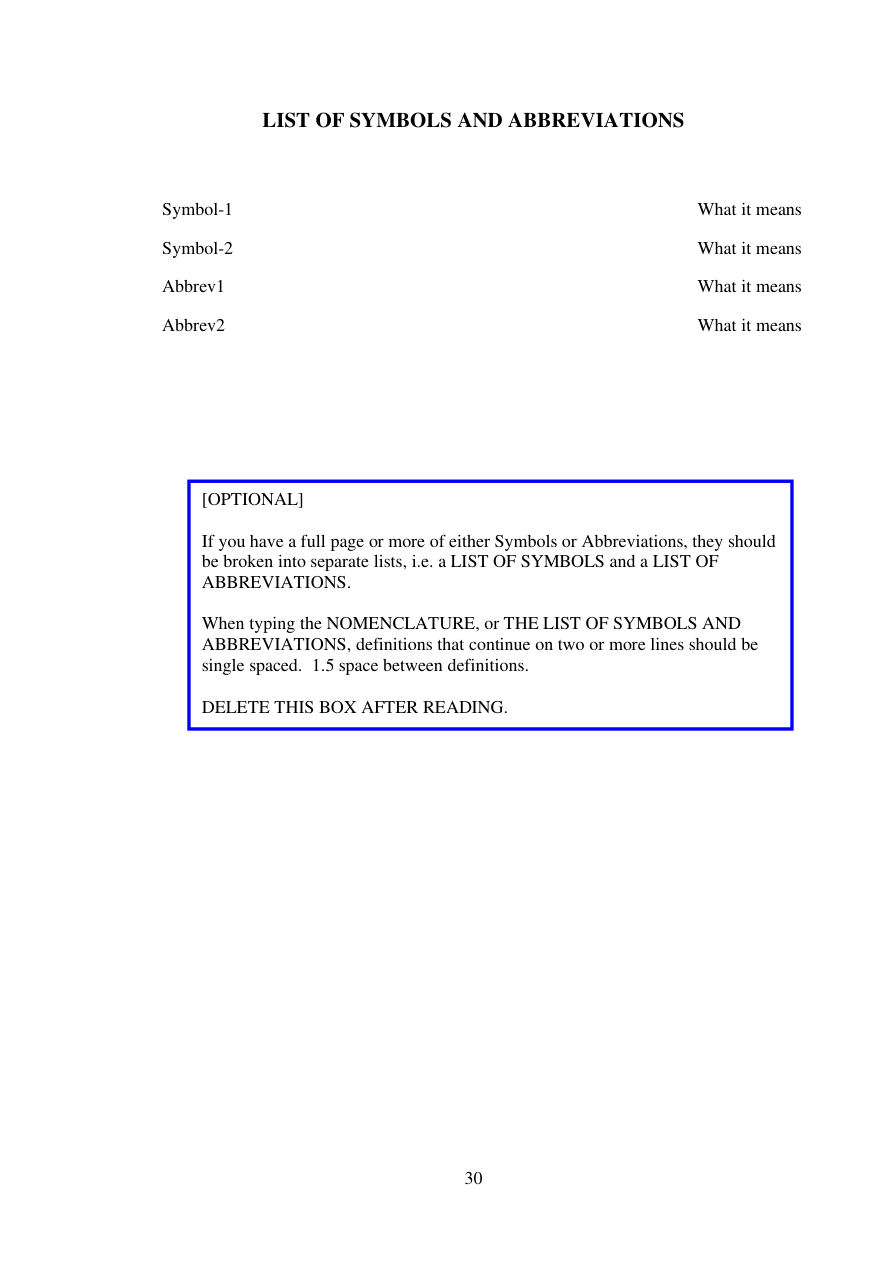 LIST OF SYMBOLS AND ABBREVIATIONS
Symbol-1 What it means
Symbol-2 What it means
Abbrev1 What it means
Abbrev2 What it means
[OPTIONAL]
If you have a full page or more of either Symbols or Abbreviations, they should
be broken into separate lists, i.e. a LIST OF SYMBOLS and a LIST OF
ABBREVIATIONS.
When typing the NOMENCLATURE, or THE LIST OF SYMBOLS AND
ABBREVIATIONS, definitions that continue on two or more lines should be
single spaced.  1.5 space between definitions.
DELETE THIS BOX AFTER READING.
30